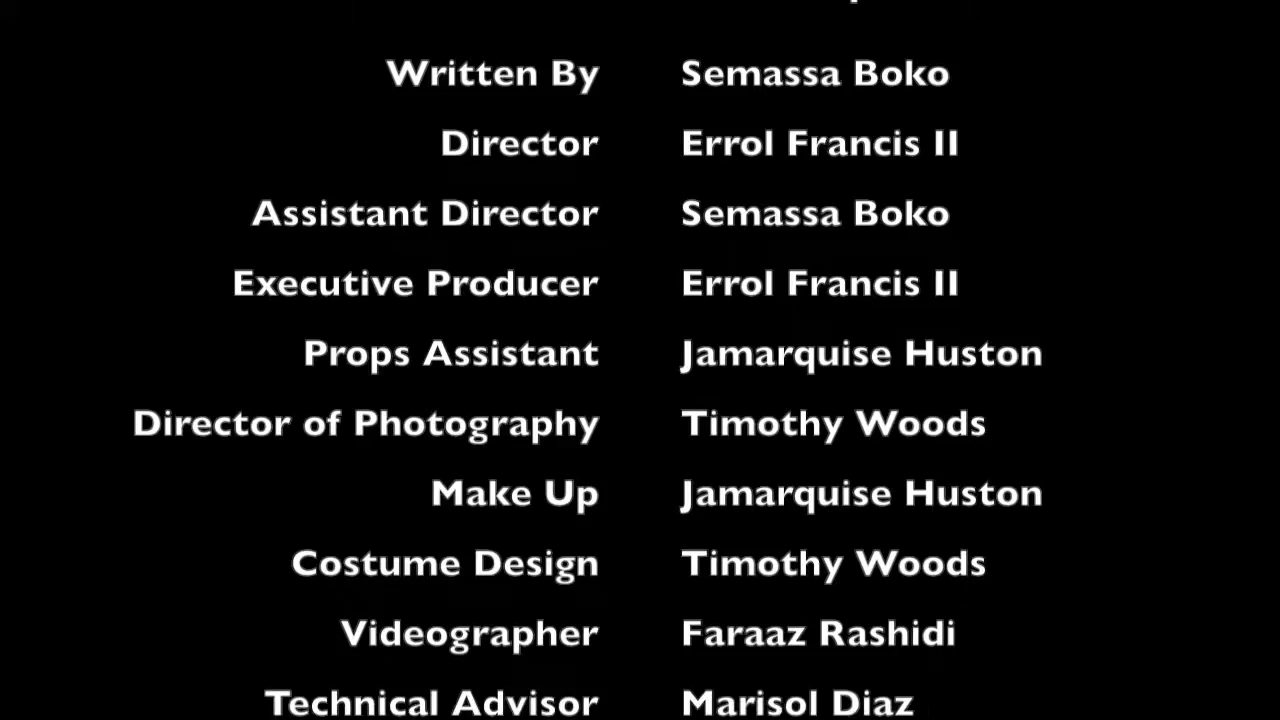 Written By Semassa Boko
Director Errol Francis II
Assistant Director Semassa Boko
Executive Producer Errol Francis II
Props Assistant Jamarquise Huston
Director of Photography Timothy Woods
Make Up Jamarquise Huston
Costume Design Timothy Woods
Videographer Faraaz Rashidi
Technical Advisor Marisol Diaz